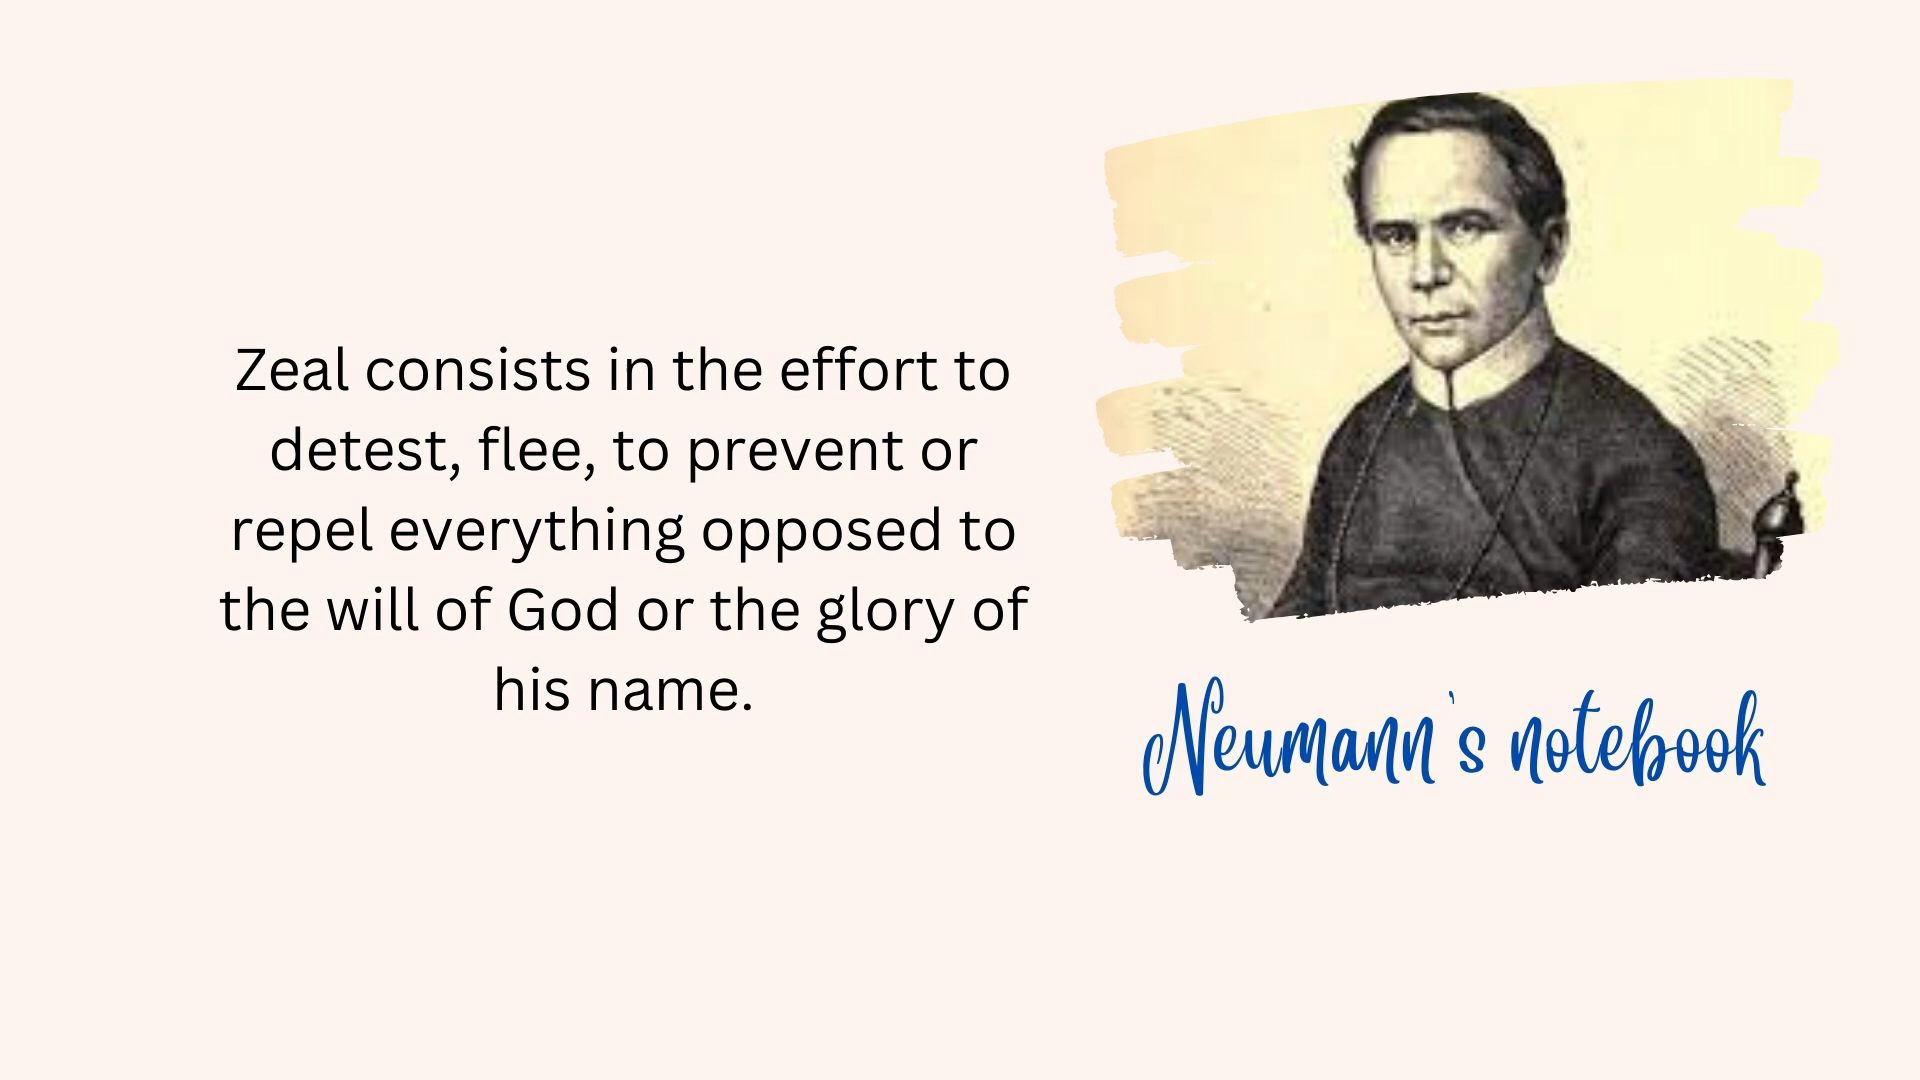 Zeal consists in the effort to
detest, flee, to prevent or
repel everything opposed to
the will of God or the glory of
his name.
Neumann's notebook